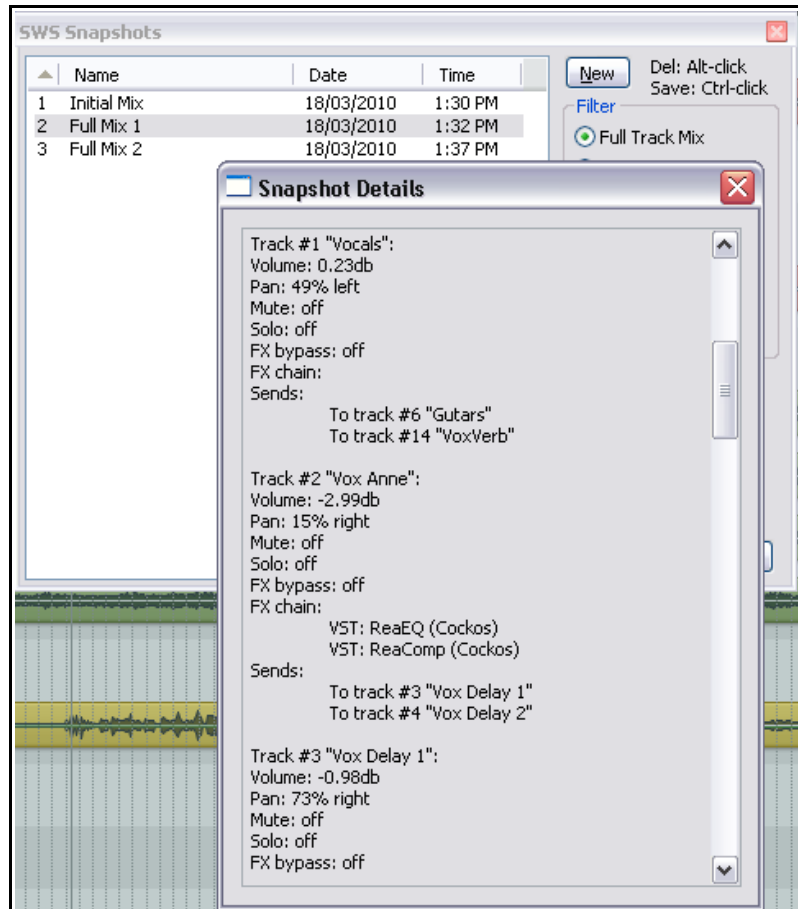 SWS Snapshots
Name Date Time
1 Initial Mix 18/03/2010 1:30 PM
2 Full Mix 1 18/03/2010 1:32 PM
3 Full Mix 2 18/03/2010 1:37 PM
New
Del: Alt-click
Save: Ctrl-click
Filter
Full Track Mix
Snapshot Details
Track #1 "Vocals":
Volume: 0.23db
Pan: 49% left
Mute: off
Solo: off
FX bypass: off
FX chain:
Sends:
To track #6 "Gutars"
To track #14 "VoxVerb"
Track #2 "Vox Anne":
Volume: -2.99db
Pan: 15% right
Mute: off
Solo: off
FX bypass: off
FX chain:
VST: ReaEQ (Cockos)
VST: ReaComp (Cockos)
Sends:
To track #3 "Vox Delay 1"
To track #4 "Vox Delay 2"
Track #3 "Vox Delay 1":
Volume: -0.98db
Pan: 73% right
Mute: off
Solo: off
FX bypass: off